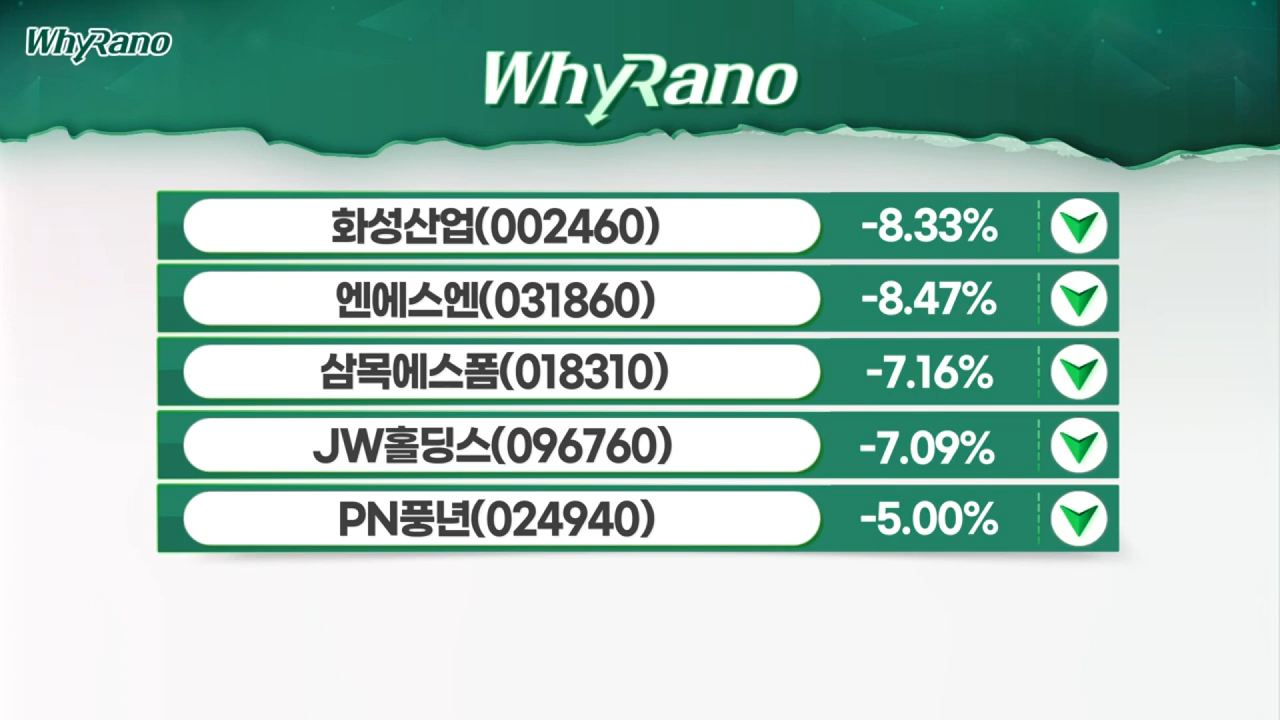 WhyRano
WhyRano
화성산업(002460) -8.33%
엔에스엔(031860) -8.47%
삼목에스폼(018310) -7.16%
JW홀딩스(096760) -7.09%
PN풍년(024940) -5.00%